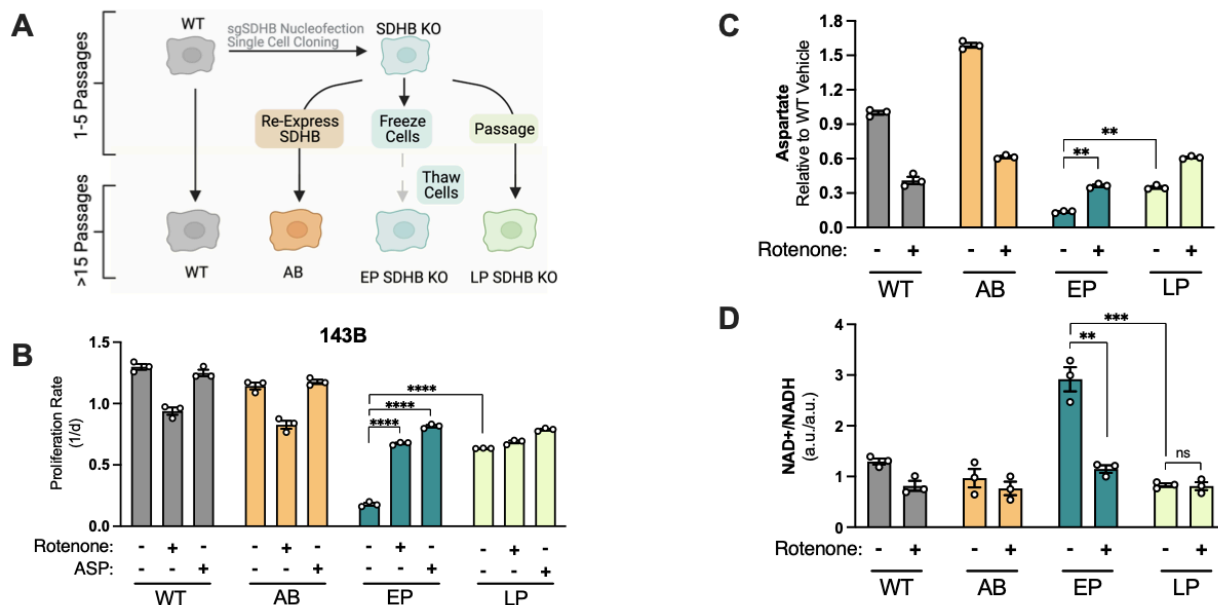 A
WT
sgSDHB Nucleofection
Single Cell Cloning
SDHB KO
1-5 Passages
Re-Express
SDHB
Freeze
Cells
Passage
Thaw
Cells
>15 Passages
WT
AB
EP SDHB KO
LP SDHB KO
B
143B
Proliferation Rate
(1/d)
1.5
1.0
0.5
0.0
****
****
****
Rotenone: - + - - + - - + - - + -
ASP: - - + - - + - - + - - +
WT AB EP LP
C
Aspartate
Relative to WT Vehicle
1.8
1.5
1.2
0.9
0.6
0.3
0.0
**
**
Rotenone: - + - + - + - +
WT AB EP LP
D
NAD+/NADH
(a.u./a.u.)
4
3
2
1
0
***
**
ns
Rotenone: - + - + - + - +
WT AB EP LP